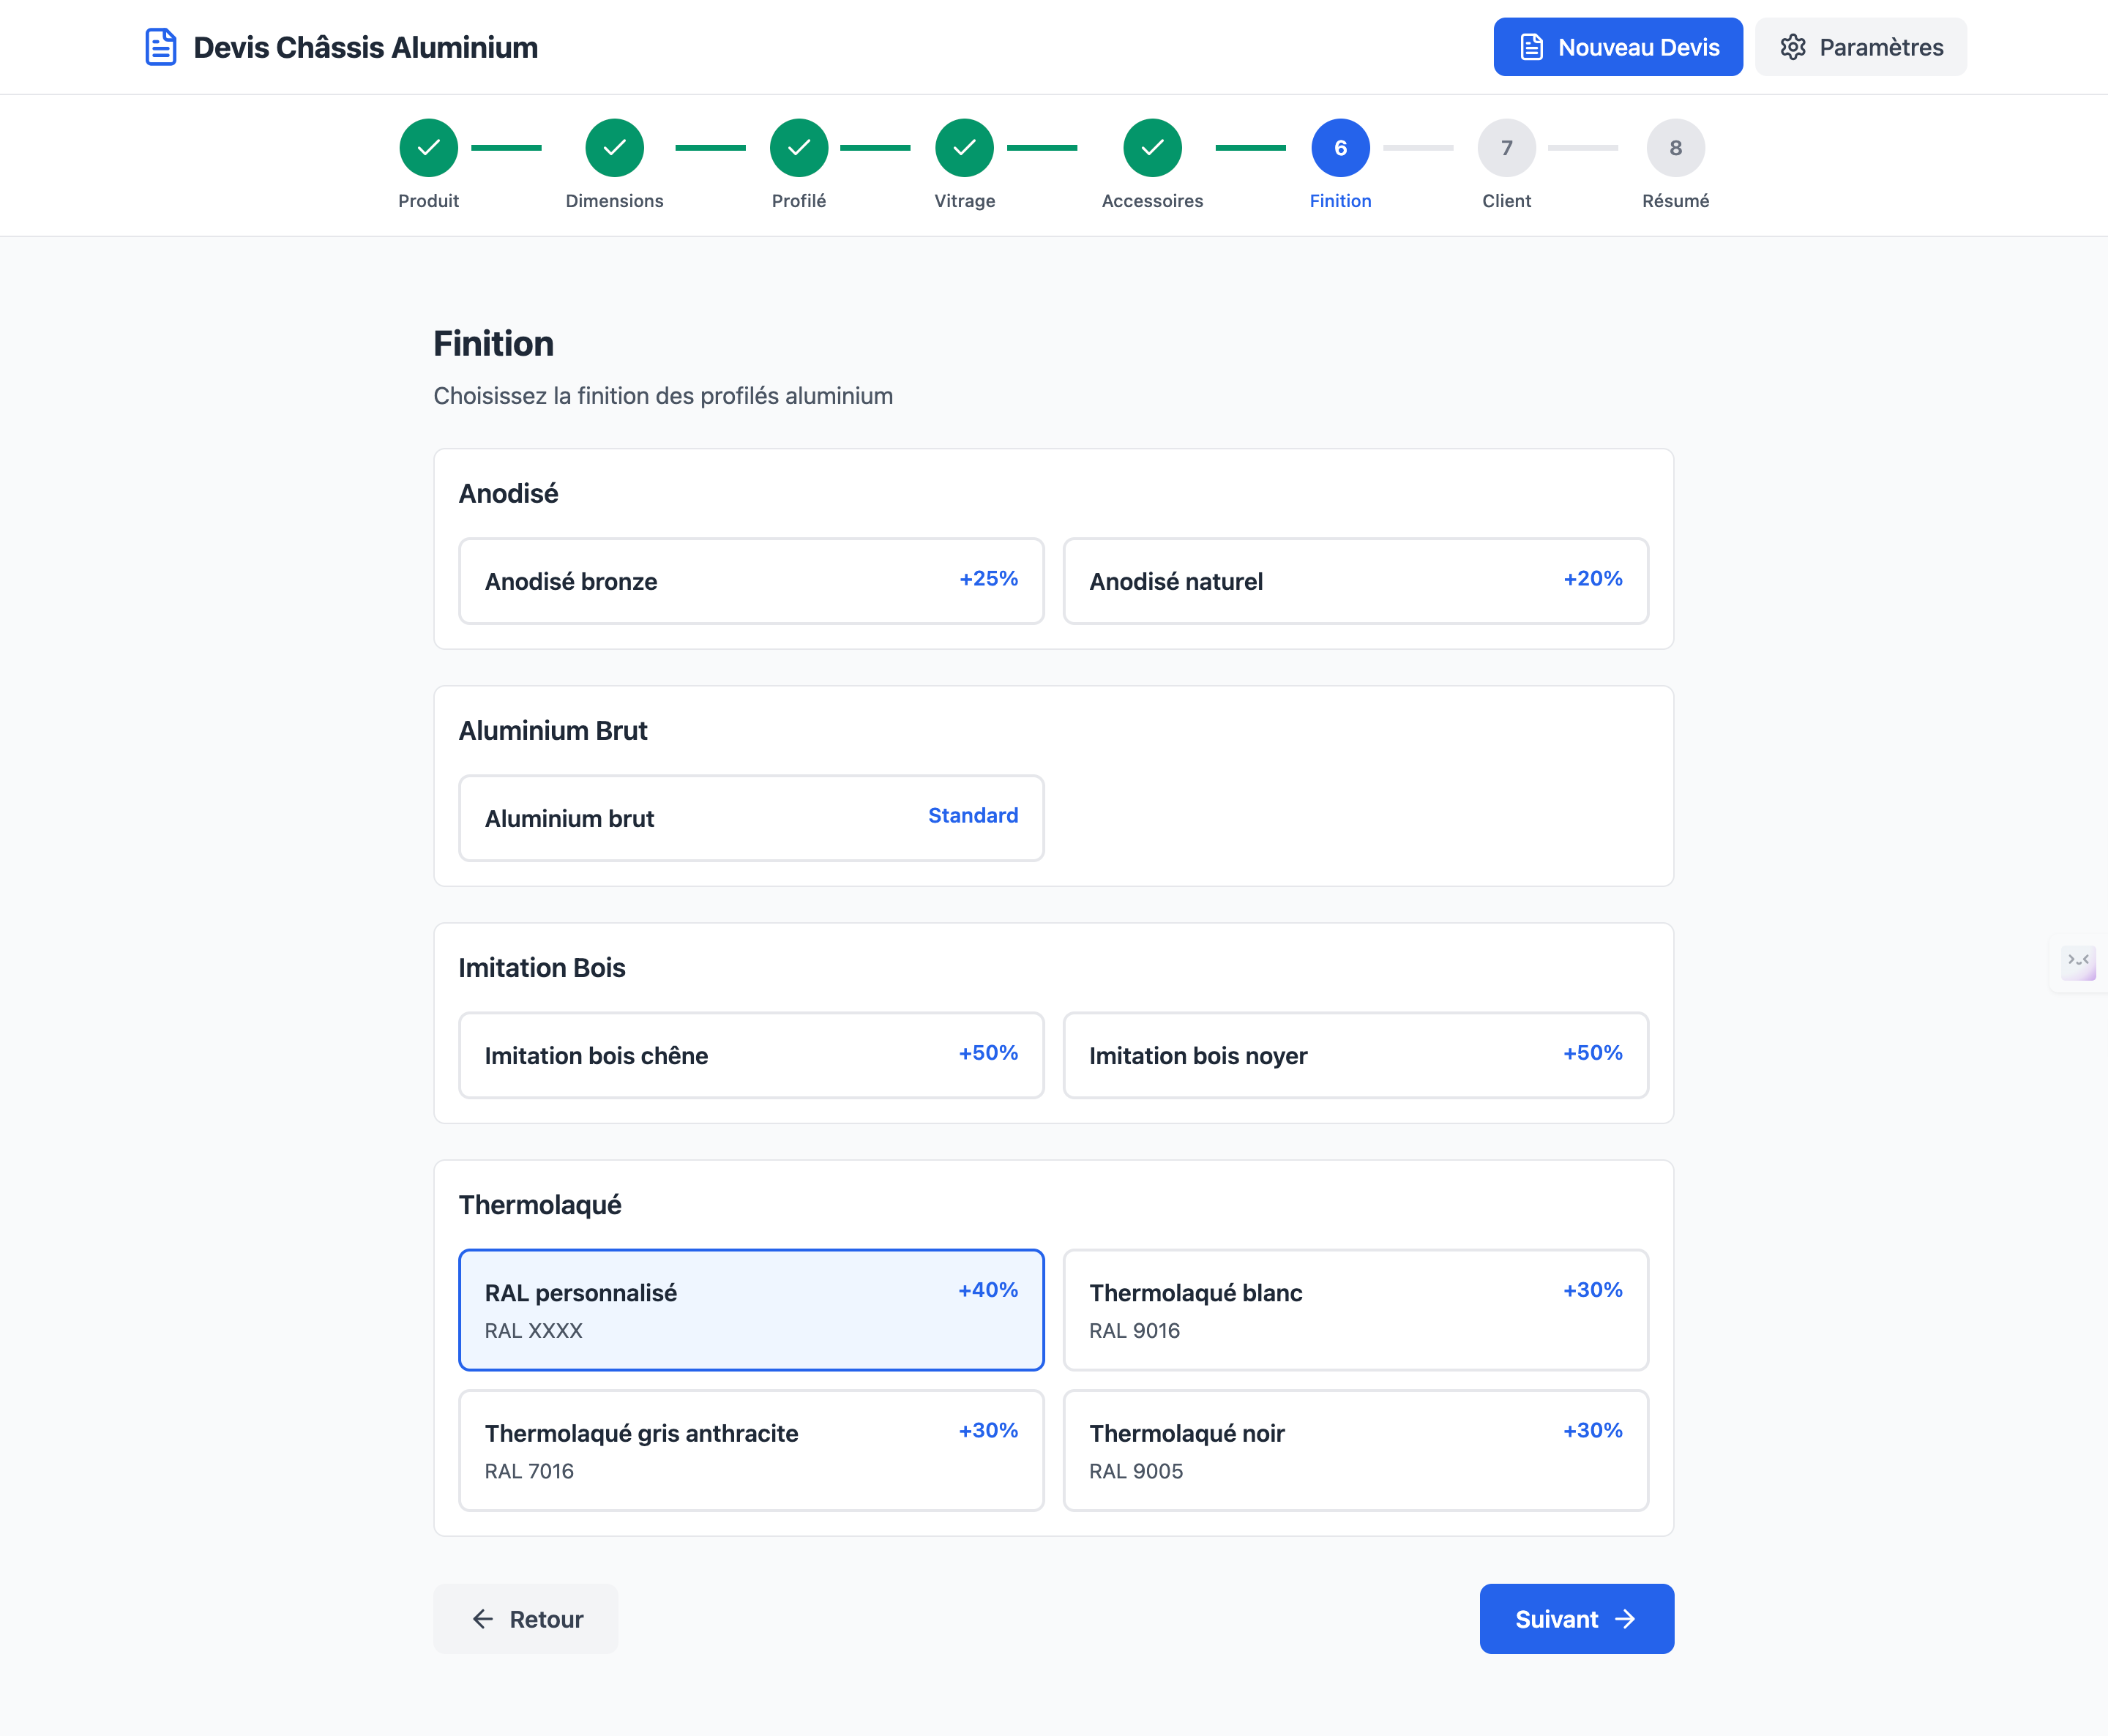 Devis Châssis Aluminium
Nouveau Devis
Paramètres
Produit
Dimensions
Profilé
Vitrage
Accessoires
6
Finition
7
Client
8
Résumé
Finition
Choisissez la finition des profilés aluminium
Anodisé
Anodisé bronze
+25%
Anodisé naturel
+20%
Aluminium Brut
Aluminium brut
Standard
Imitation Bois
Imitation bois chêne
+50%
Imitation bois noyer
+50%
Thermolaqué
RAL personnalisé
+40%
RAL XXXX
Thermolaqué blanc
+30%
RAL 9016
Thermolaqué gris anthracite
+30%
RAL 7016
Thermolaqué noir
+30%
RAL 9005
Retour
Suivant